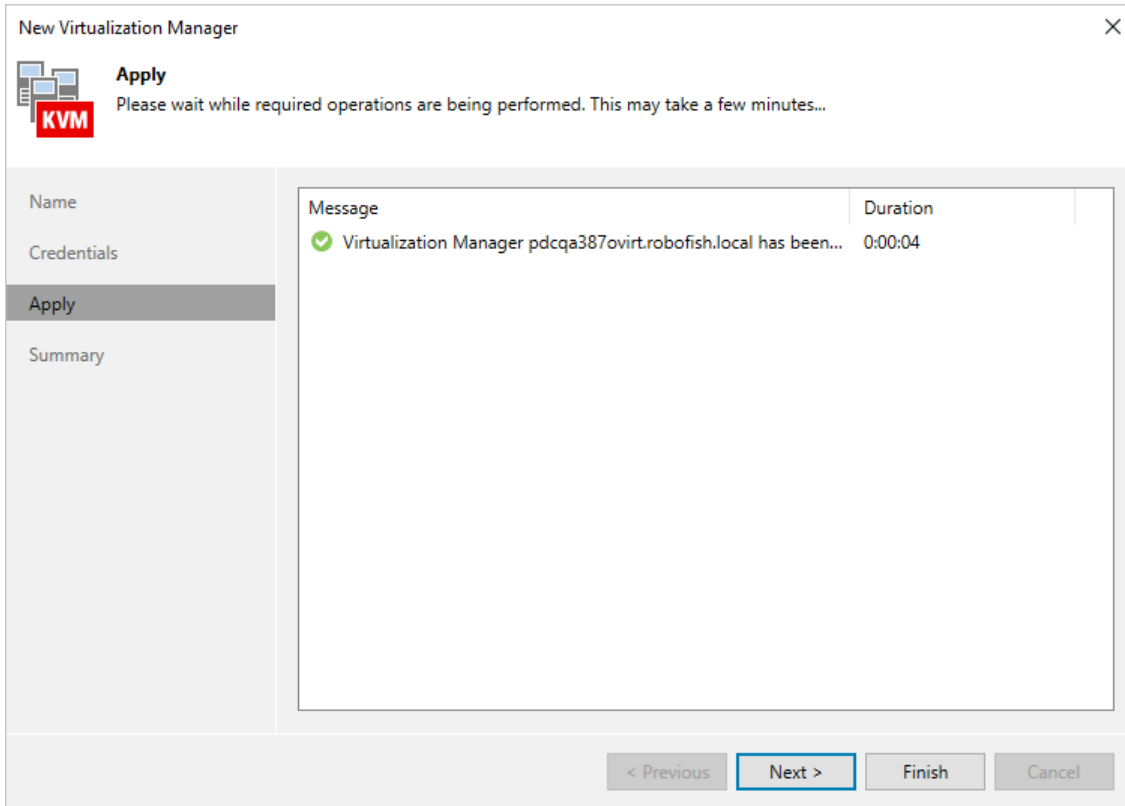 New Virtualization Manager
Apply
Please wait while required operations are being performed. This may take a few minutes...
KVM
Name
Credentials
Apply
Summary
Message Duration
Virtualization Manager pdcqa387ovirt.robofish.local has been... 0:00:04
< Previous Next > Finish Cancel